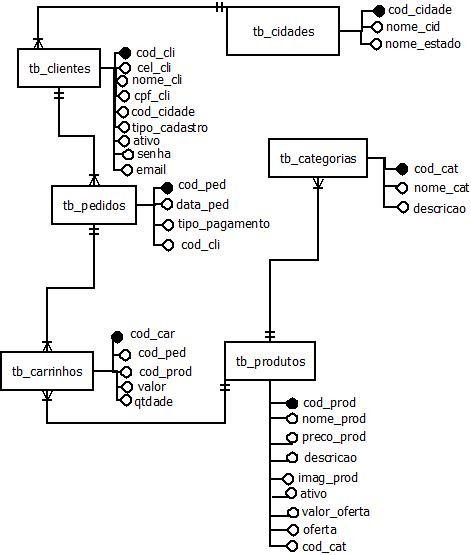 tb_cidades
cod_cidade
nome_cid
nome_estado
tb_clientes
cod_cli
cel_cli
nome_cli
cpf_cli
cod_cidade
tipo_cadastro
ativo
senha
email
tb_categorias
cod_cat
nome_cat
descricao
tb_pedidos
cod_ped
data_ped
tipo_pagamento
cod_cli
tb_carrinhos
cod_car
cod_ped
cod_prod
valor
qtdade
tb_produtos
cod_prod
nome_prod
preco_prod
descricao
imag_prod
ativo
valor_oferta
oferta
cod_cat